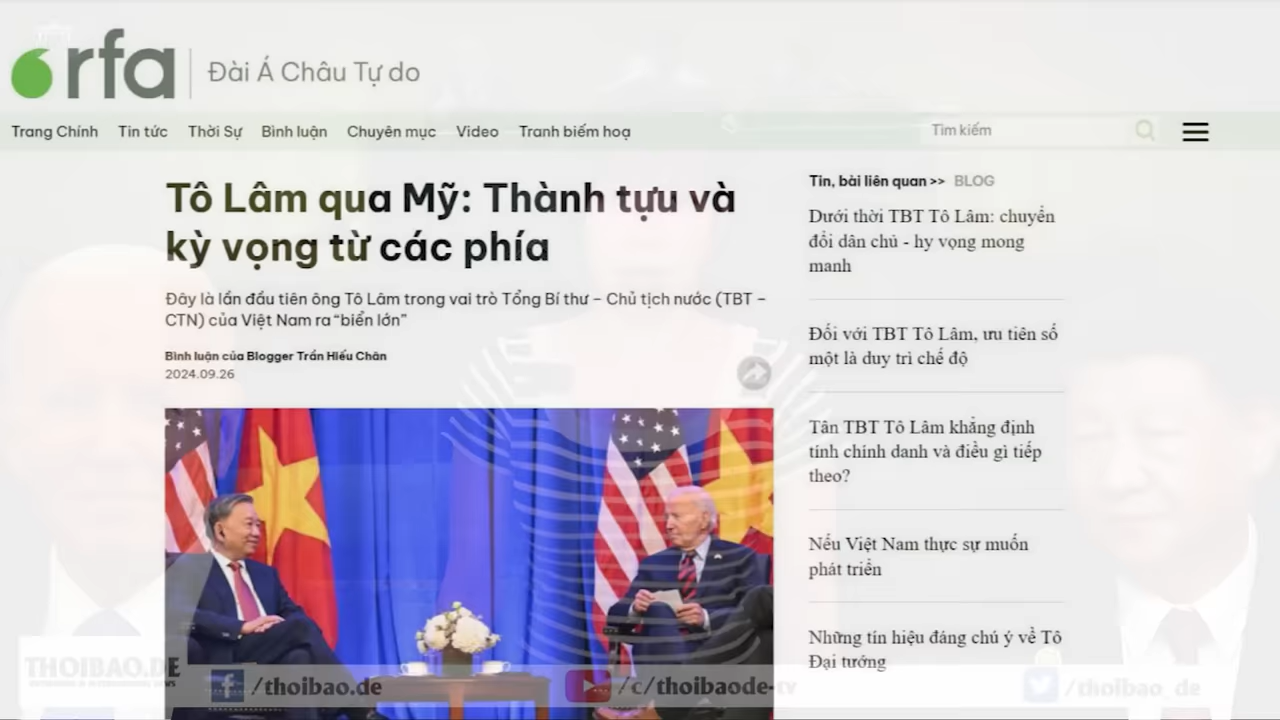 rfa
Đài Á Châu Tự do
Trang Chính Tin tức Thời Sự Bình luận Chuyên mục Video Tranh biếm hoạ
Tìm kiếm
Tô Lâm qua Mỹ: Thành tựu và
kỳ vọng từ các phía
Đây là lần đầu tiên ông Tô Lâm trong vai trò Tổng Bí thư – Chủ tịch nước (TBT –
CTN) của Việt Nam ra “biển lớn”
Bình luận của Blogger Trần Hiếu Chân
2024.09.26
Tin, bài liên quan >> BLOG
Dưới thời TBT Tô Lâm: chuyển
đổi dân chủ - hy vọng mong
manh
Đối với TBT Tô Lâm, ưu tiên số
một là duy trì chế độ
Tân TBT Tô Lâm khẳng định
tính chính danh và điều gì tiếp
theo?
Nếu Việt Nam thực sự muốn
phát triển
Những tín hiệu đáng chú ý về Tô
Đại tướng
THOIBAO.DE
/thoibao.de
/c/thoibaode-tv
/thoibao_de